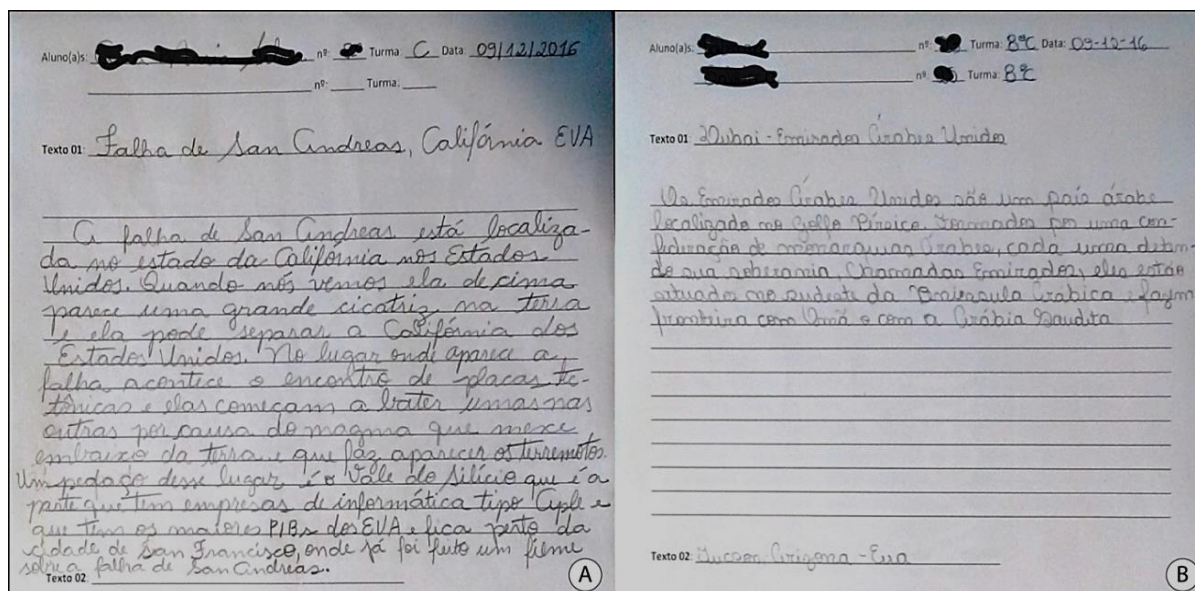 Aluno(a)s: nº: Turma: C Data: 09/12/2016
nº: Turma:
Texto 01: Falha de San Andreas, Califórnia EUA
A falha de San Andreas está localiza-
da no estado da Califórnia nos Estados
Unidos. Quando nós vemos ela de cima
parece uma grande cicatriz na terra
e ela pode separar a Califórnia dos
Estados Unidos. No lugar onde aparece a
falha acontece o encontro de placas te-
tônicas e elas começam a bater umas nas
outras por causa do magma que mexe
embaixo da terra e que faz aparecer os terremotos.
Um pedaço desse lugar é o Vale do Silício que é a
parte que tem empresas de informática tipo Aple e
que tem os maiores PIBs dos EUA e fica perto da
cidade de San Francisco, onde já foi feito um filme
sobre a falha de San Andreas.
Texto 02:
A
Aluno(a)s: nº: Turma: 8ºC Data: 09-12-16
nº: Turma: 8ºC
Texto 01: Dubai - Emirados Árabes Unidos
Os Emirados Árabes Unidos são um país árabe
localizado no Golfo Pérsico. Formados por uma con-
federação de monarquias árabes, cada uma deten-
do sua soberania, chamadas Emirados, eles estão
situados no sudeste da Península Arábica e fazem
fronteira com Omã e com a Arábia Saudita
Texto 02: Tucson, Arizona - Eua
B